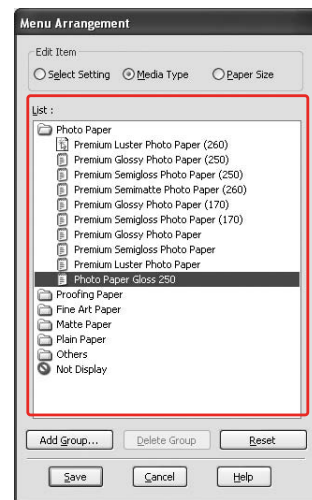 Menu Arrangement
Edit Item
Select Setting Media Type Paper Size
List :
Photo Paper
Premium Luster Photo Paper (260)
Premium Glossy Photo Paper (250)
Premium Semigloss Photo Paper (250)
Premium Semimatte Photo Paper (260)
Premium Glossy Photo Paper (170)
Premium Semigloss Photo Paper (170)
Premium Glossy Photo Paper
Premium Semigloss Photo Paper
Premium Luster Photo Paper
Photo Paper Gloss 250
Proofing Paper
Fine Art Paper
Matte Paper
Plain Paper
Others
Not Display
Add Group... Delete Group Reset
Save Cancel Help